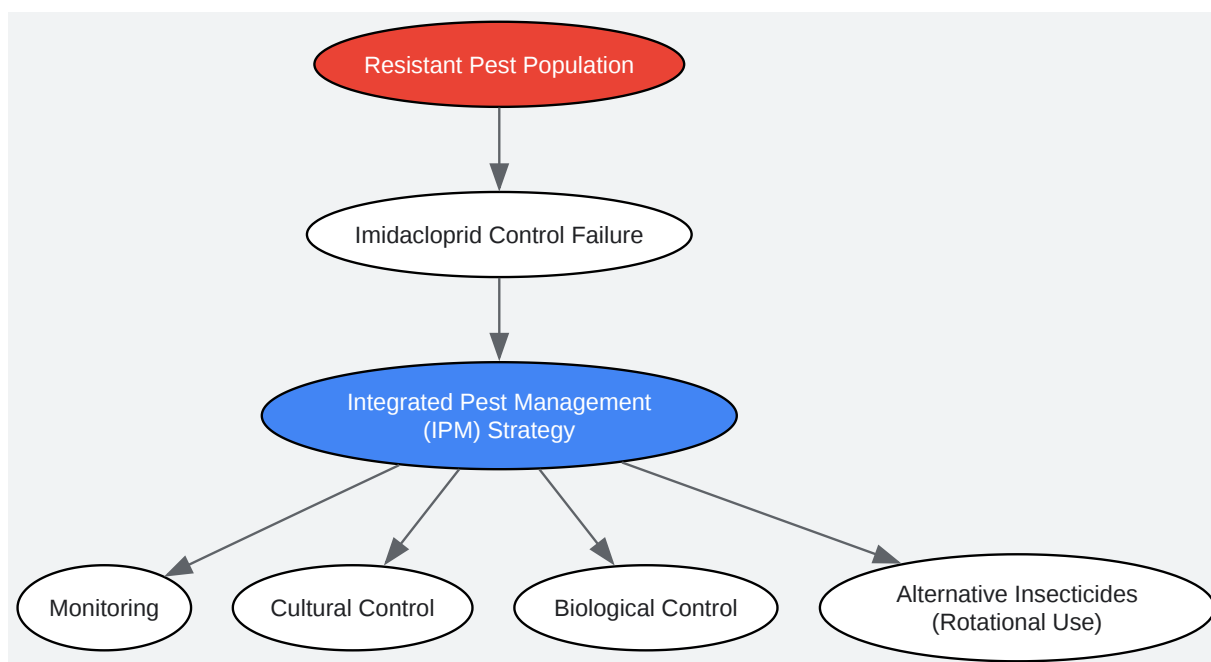 Resistant Pest Population
Imidacloprid Control Failure
Integrated Pest Management
(IPM) Strategy
Monitoring
Cultural Control
Biological Control
Alternative Insecticides
(Rotational Use)